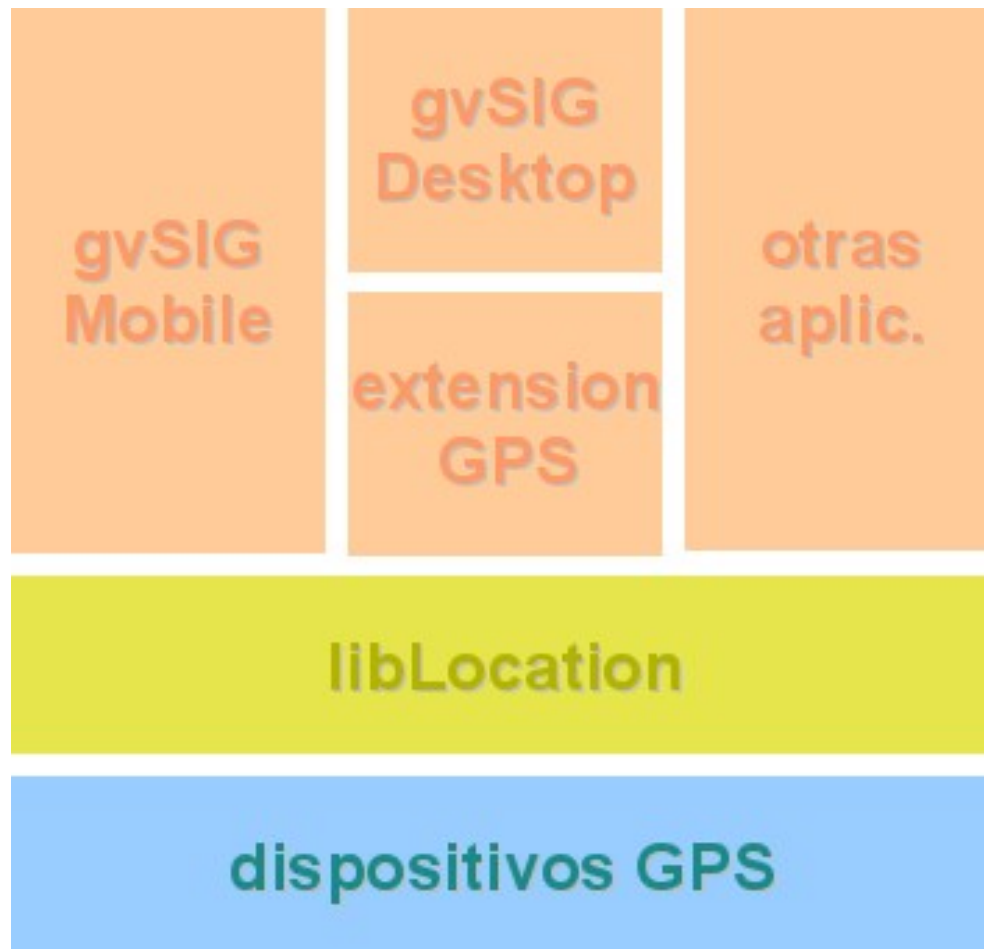 gvSIG
Mobile
gvSIG
Desktop
extension
GPS
otras
aplic.
libLocation
dispositivos GPS